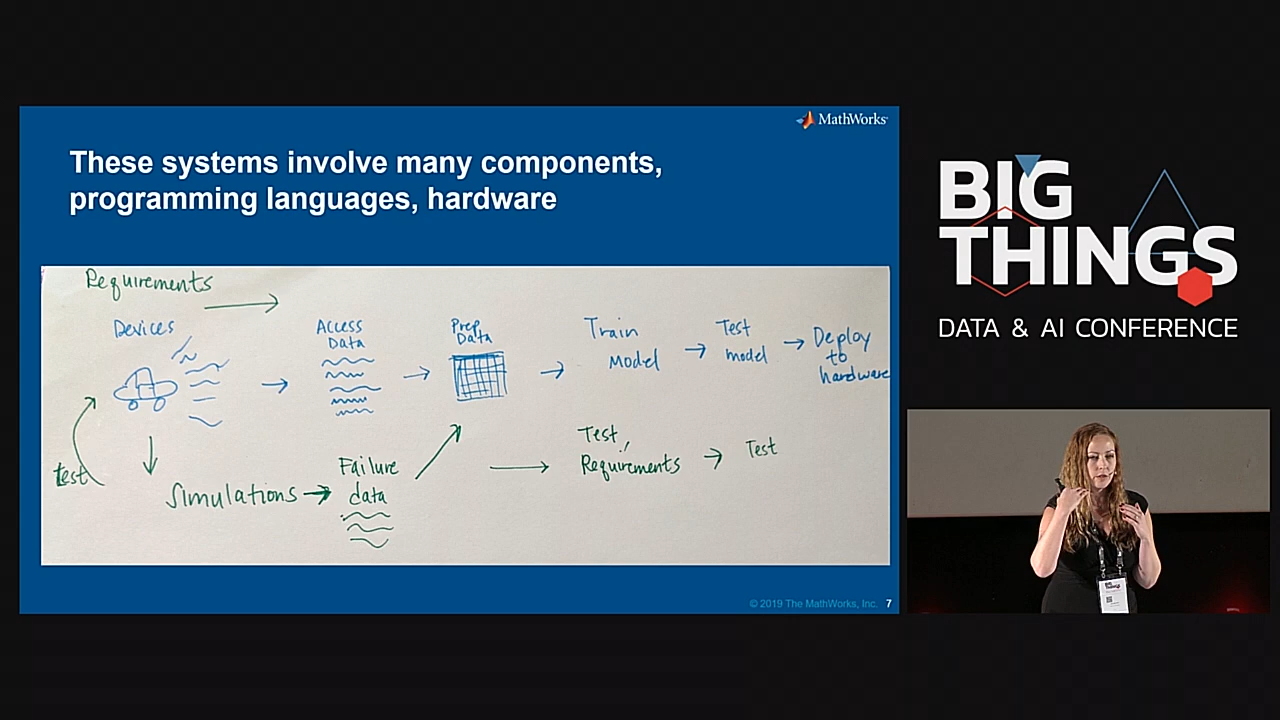 MathWorks
These systems involve many components,
programming languages, hardware
Requirements
Devices
Access
Data
Prep
Data
Train
Model
Test
model
Deploy
to
hardware
test
Simulations
Failure
data
Test,
Requirements
Test
© 2019 The MathWorks, Inc. 7
BIG
THINGS
DATA & AI CONFERENCE
BIG
THINGS